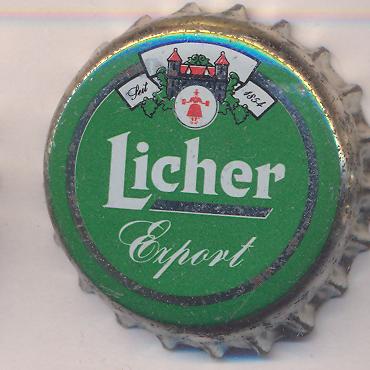 Seit 1854
Licher
Export